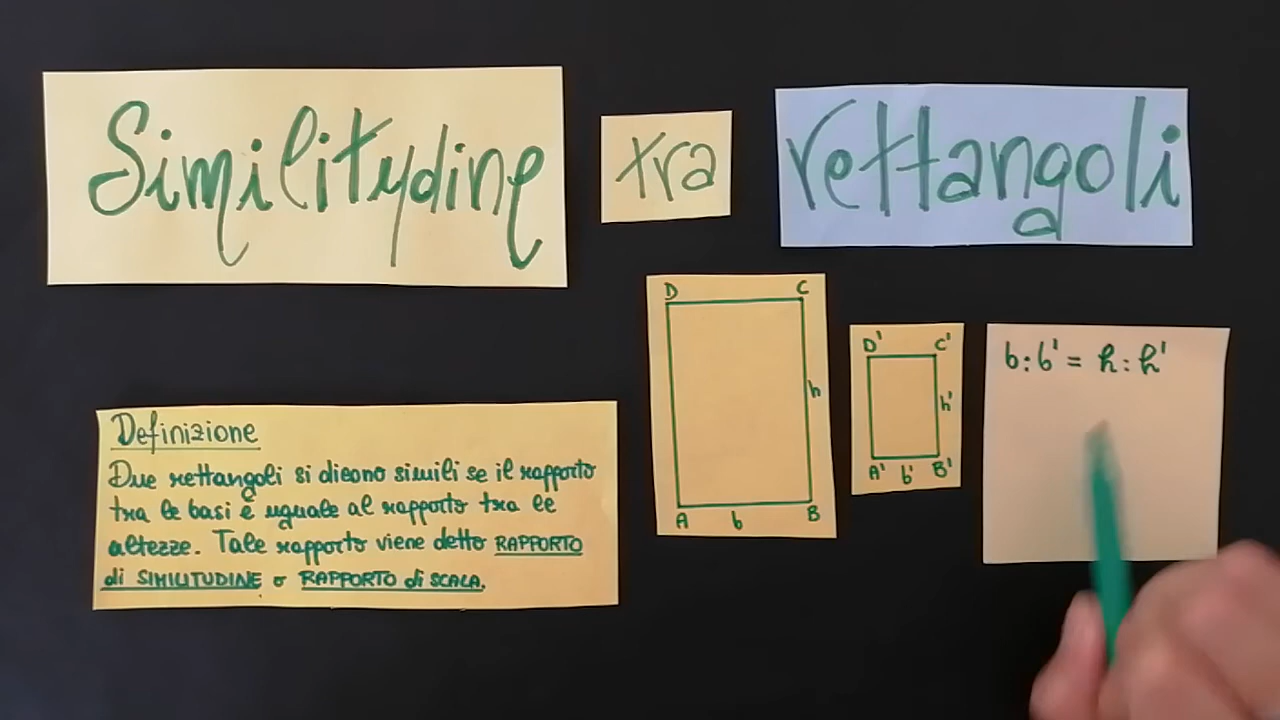 Similitudine
tra
rettangoli
Definizione
Due rettangoli si dicono simili se il rapporto
tra le basi è uguale al rapporto tra le
altezze. Tale rapporto viene detto RAPPORTO
di SIMILITUDINE o RAPPORTO di SCALA.
D C
h
A b B
D' C'
h'
A' b' B'
b:b' = h:h'